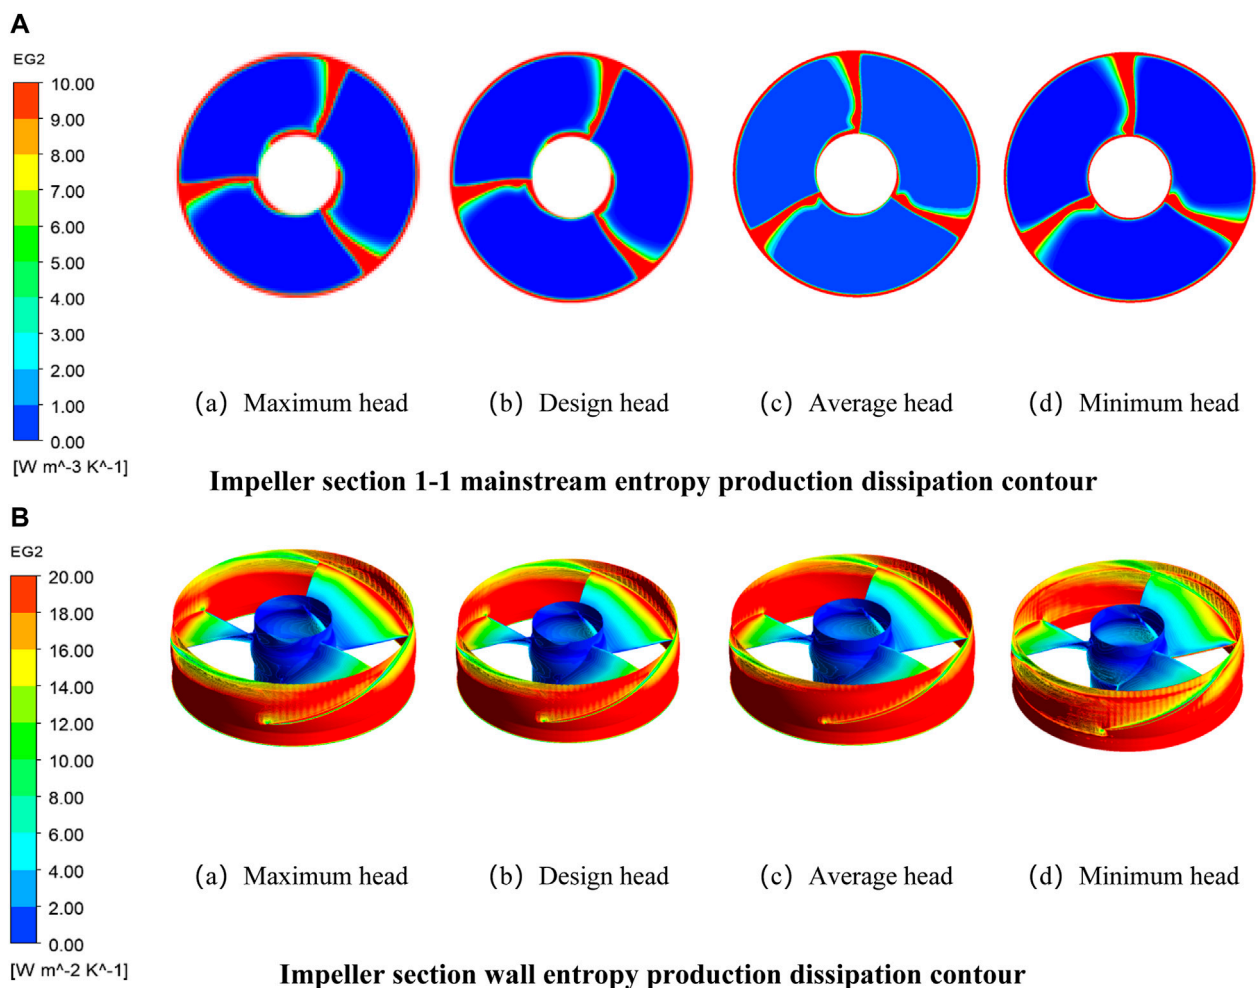 A
EG2
10.00
9.00
8.00
7.00
6.00
5.00
4.00
3.00
2.00
1.00
0.00
[W m^-3 K^-1]
(a) Maximum head
(b) Design head
(c) Average head
(d) Minimum head
Impeller section 1-1 mainstream entropy production dissipation contour
B
EG2
20.00
18.00
16.00
14.00
12.00
10.00
8.00
6.00
4.00
2.00
0.00
[W m^-2 K^-1]
(a) Maximum head
(b) Design head
(c) Average head
(d) Minimum head
Impeller section wall entropy production dissipation contour